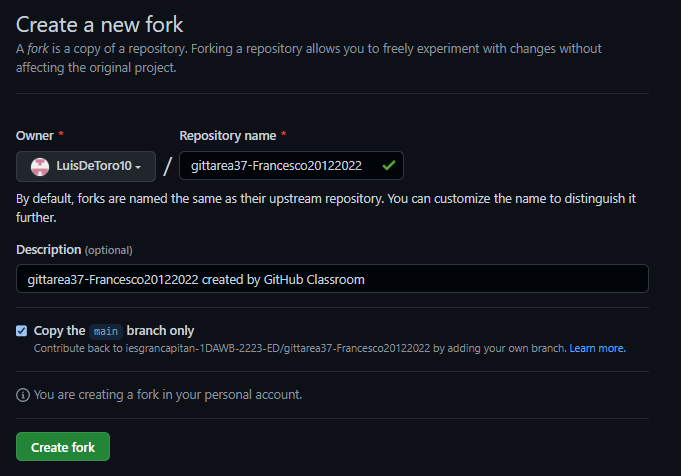 Create a new fork
A fork is a copy of a repository. Forking a repository allows you to freely experiment with changes without
affecting the original project.
Owner *
Repository name *
LuisDeToro10
/
gittarea37-Francesco20122022
By default, forks are named the same as their upstream repository. You can customize the name to distinguish it
further.
Description (optional)
gittarea37-Francesco20122022 created by GitHub Classroom
Copy the main branch only
Contribute back to iesgrancapitan-1DAWB-2223-ED/gittarea37-Francesco20122022 by adding your own branch. Learn more.
You are creating a fork in your personal account.
Create fork